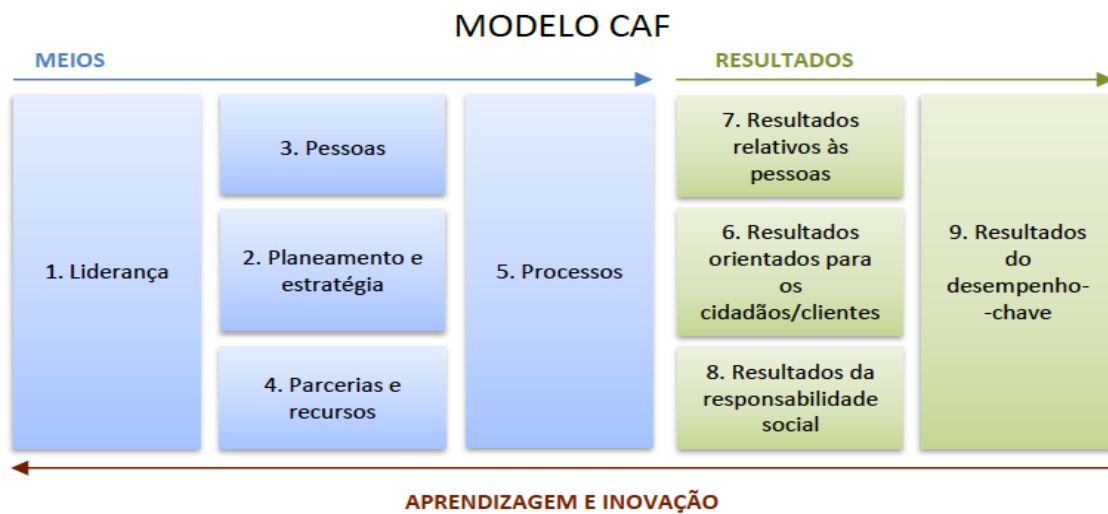 MODELO CAF
MEIOS
RESULTADOS
1. Liderança
3. Pessoas
2. Planeamento e
estratégia
4. Parcerias e
recursos
5. Processos
7. Resultados
relativos às
pessoas
6. Resultados
orientados para
os
cidadãos/clientes
8. Resultados da
responsabilidade
social
9. Resultados
do
desempenho-
-chave
APRENDIZAGEM E INOVAÇÃO